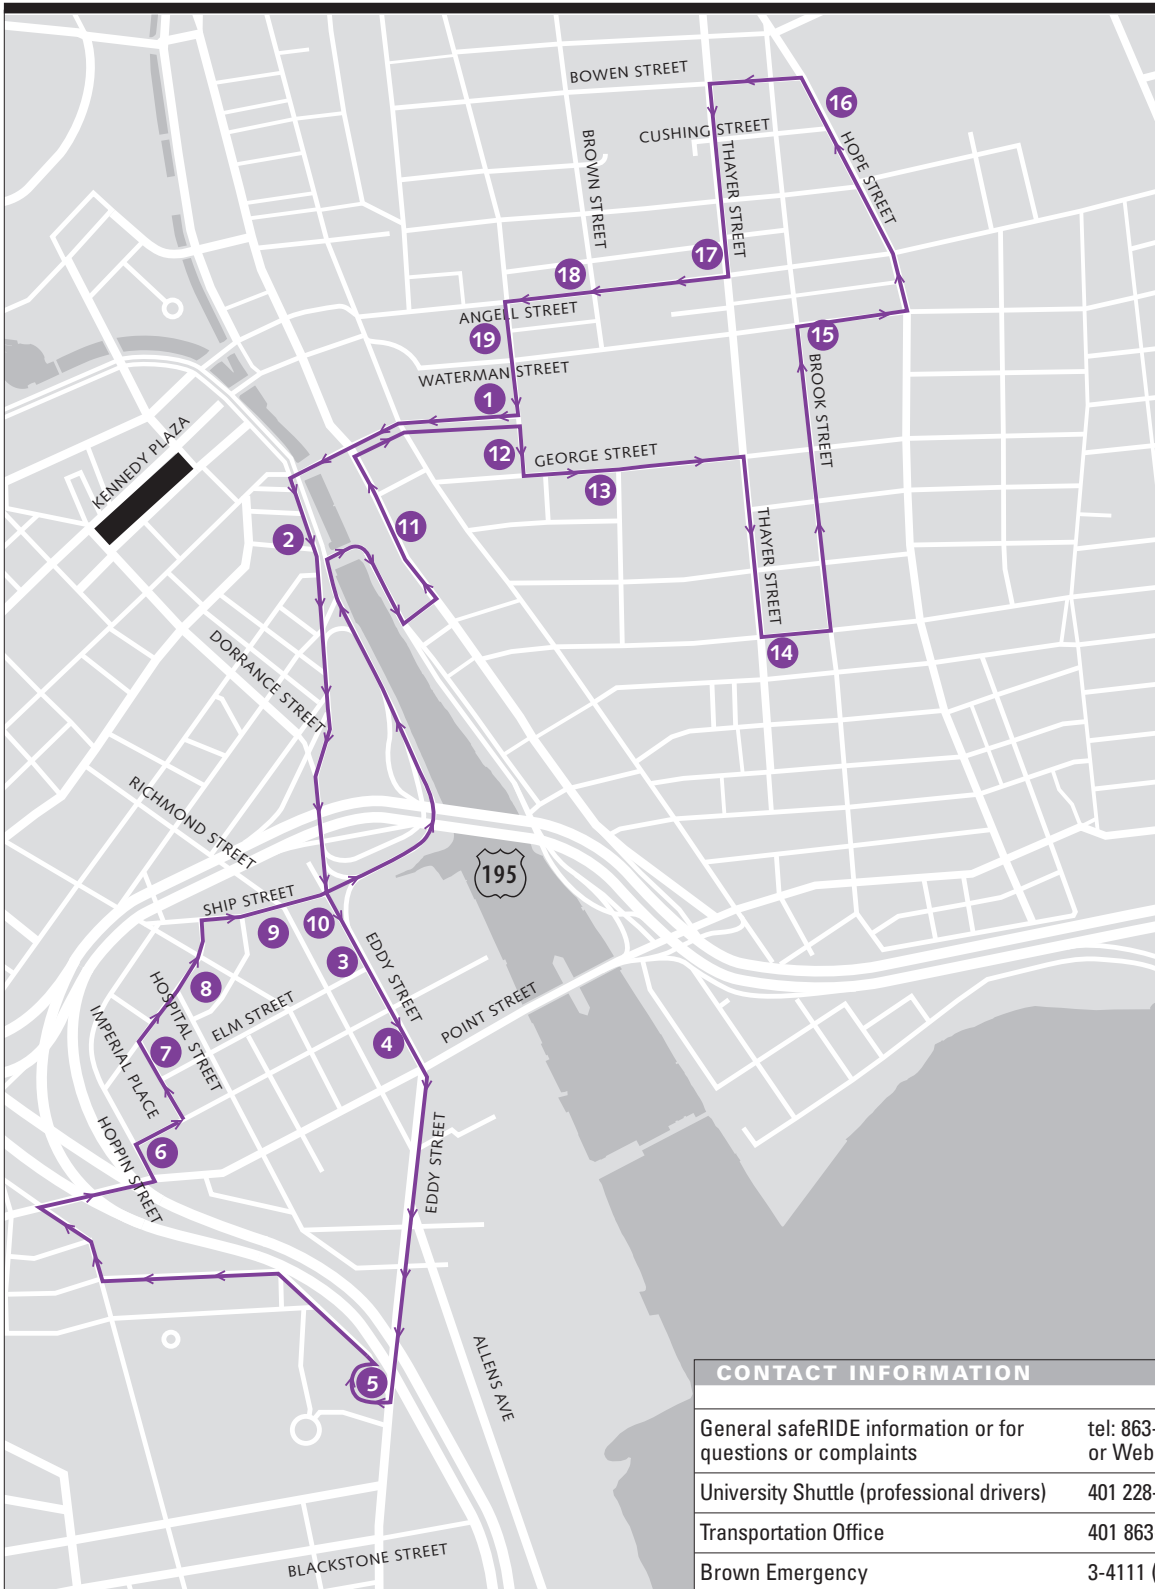 BOWEN STREET
16
CUSHING STREET
BROWN STREET
THAYER STREET
HOPE STREET
17
18
ANGELL STREET
19
15
WATERMAN STREET
1
BROOK STREET
KENNEDY PLAZA
12
GEORGE STREET
13
11
2
THAYER STREET
14
DORRANCE STREET
RICHMOND STREET
195
SHIP STREET
9
10
3
EDDY STREET
8
HOSPITAL STREET
ELM STREET
POINT STREET
4
IMPERIAL PLACE
7
HOPPIN STREET
6
EDDY STREET
5
ALLENS AVE
BLACKSTONE STREET
CONTACT INFORMATION
General safeRIDE information or for tel: 863-
questions or complaints or Web
University Shuttle (professional drivers) 401 228-
Transportation Office 401 863
Brown Emergency 3-4111 (